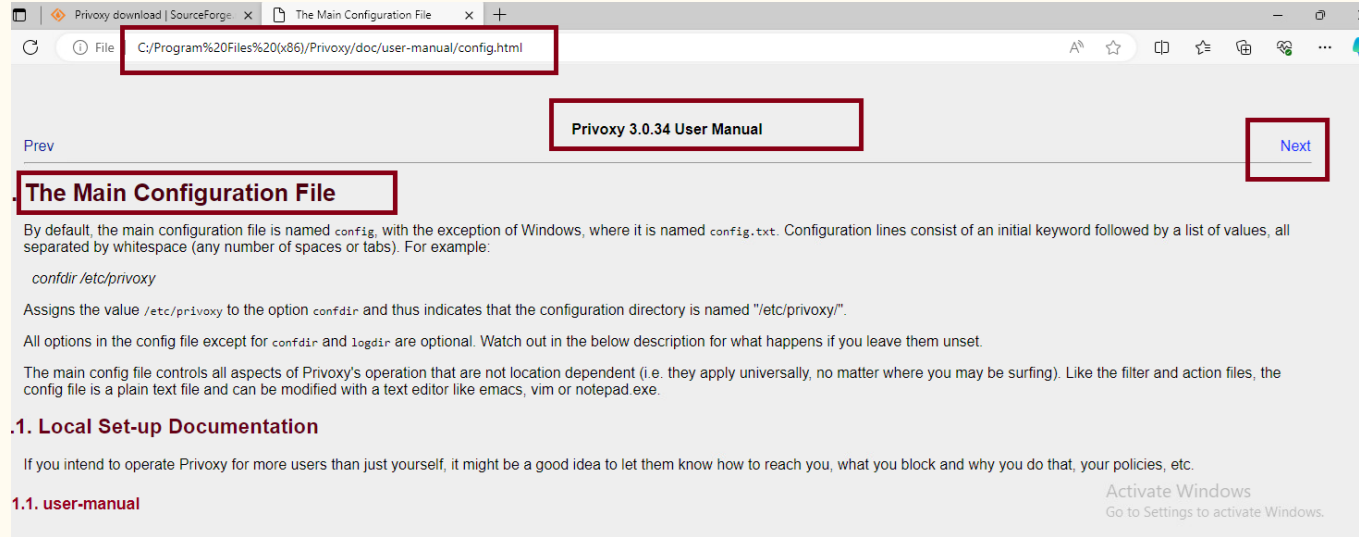 Privoxy download | SourceForge.
The Main Configuration File
File
C:/Program%20Files%20(x86)/Privoxy/doc/user-manual/config.html
Privoxy 3.0.34 User Manual
Prev
Next
. The Main Configuration File
By default, the main configuration file is named config, with the exception of Windows, where it is named config.txt. Configuration lines consist of an initial keyword followed by a list of values, all
separated by whitespace (any number of spaces or tabs). For example:
confdir /etc/privoxy
Assigns the value /etc/privoxy to the option confdir and thus indicates that the configuration directory is named "/etc/privoxy/".
All options in the config file except for confdir and logdir are optional. Watch out in the below description for what happens if you leave them unset.
The main config file controls all aspects of Privoxy's operation that are not location dependent (i.e. they apply universally, no matter where you may be surfing). Like the filter and action files, the
config file is a plain text file and can be modified with a text editor like emacs, vim or notepad.exe.
.1. Local Set-up Documentation
If you intend to operate Privoxy for more users than just yourself, it might be a good idea to let them know how to reach you, what you block and why you do that, your policies, etc.
1.1. user-manual
Activate Windows
Go to Settings to activate Windows.